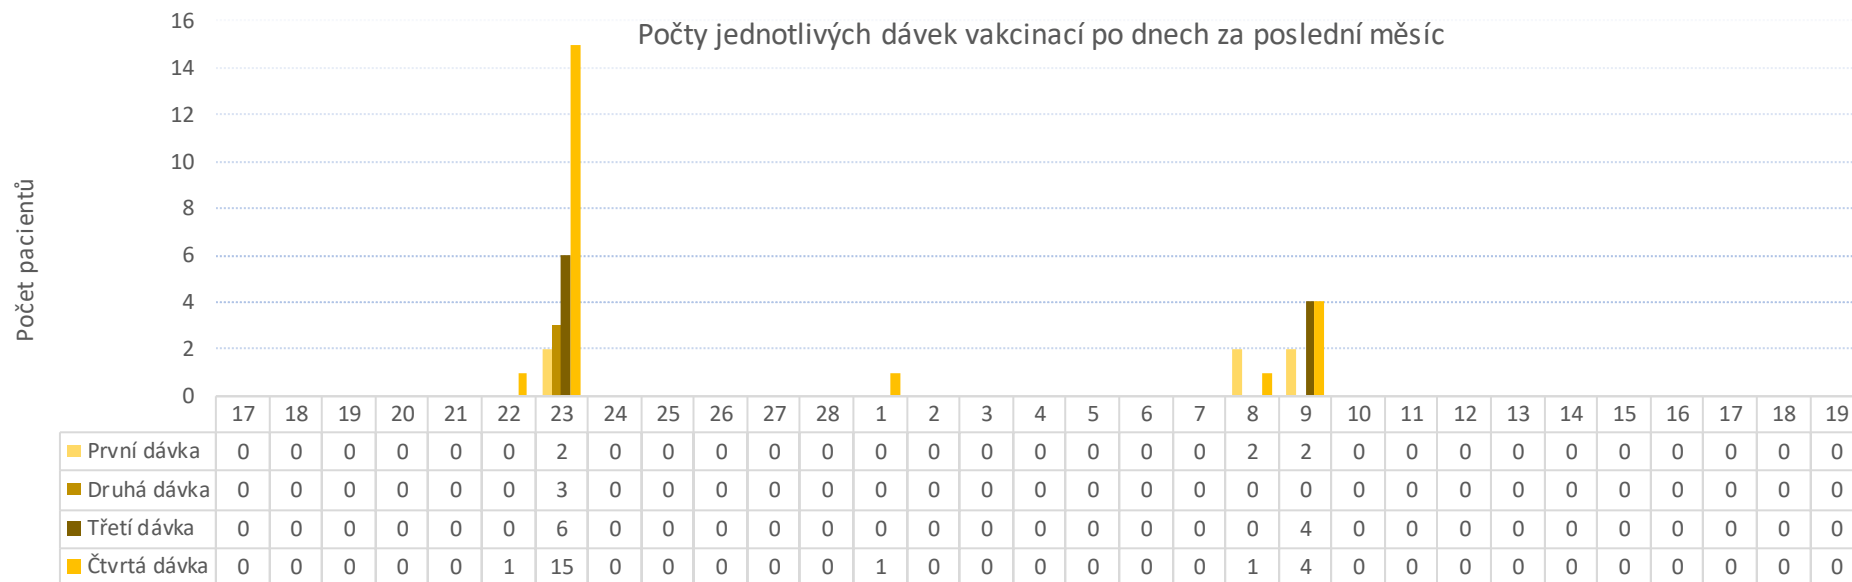 Počty jednotlivých dávek vakcinací po dnech za poslední měsíc
Počet pacientů
16
14
12
10
8
6
4
2
0
17 18 19 20 21 22 23 24 25 26 27 28 1 2 3 4 5 6 7 8 9 10 11 12 13 14 15 16 17 18 19
První dávka 0 0 0 0 0 0 2 0 0 0 0 0 0 0 0 0 0 0 0 2 2 0 0 0 0 0 0 0 0 0 0
Druhá dávka 0 0 0 0 0 0 3 0 0 0 0 0 0 0 0 0 0 0 0 0 0 0 0 0 0 0 0 0 0 0 0
Třetí dávka 0 0 0 0 0 0 6 0 0 0 0 0 0 0 0 0 0 0 0 0 4 0 0 0 0 0 0 0 0 0 0
Čtvrtá dávka 0 0 0 0 0 1 15 0 0 0 0 0 1 0 0 0 0 0 0 1 4 0 0 0 0 0 0 0 0 0 0